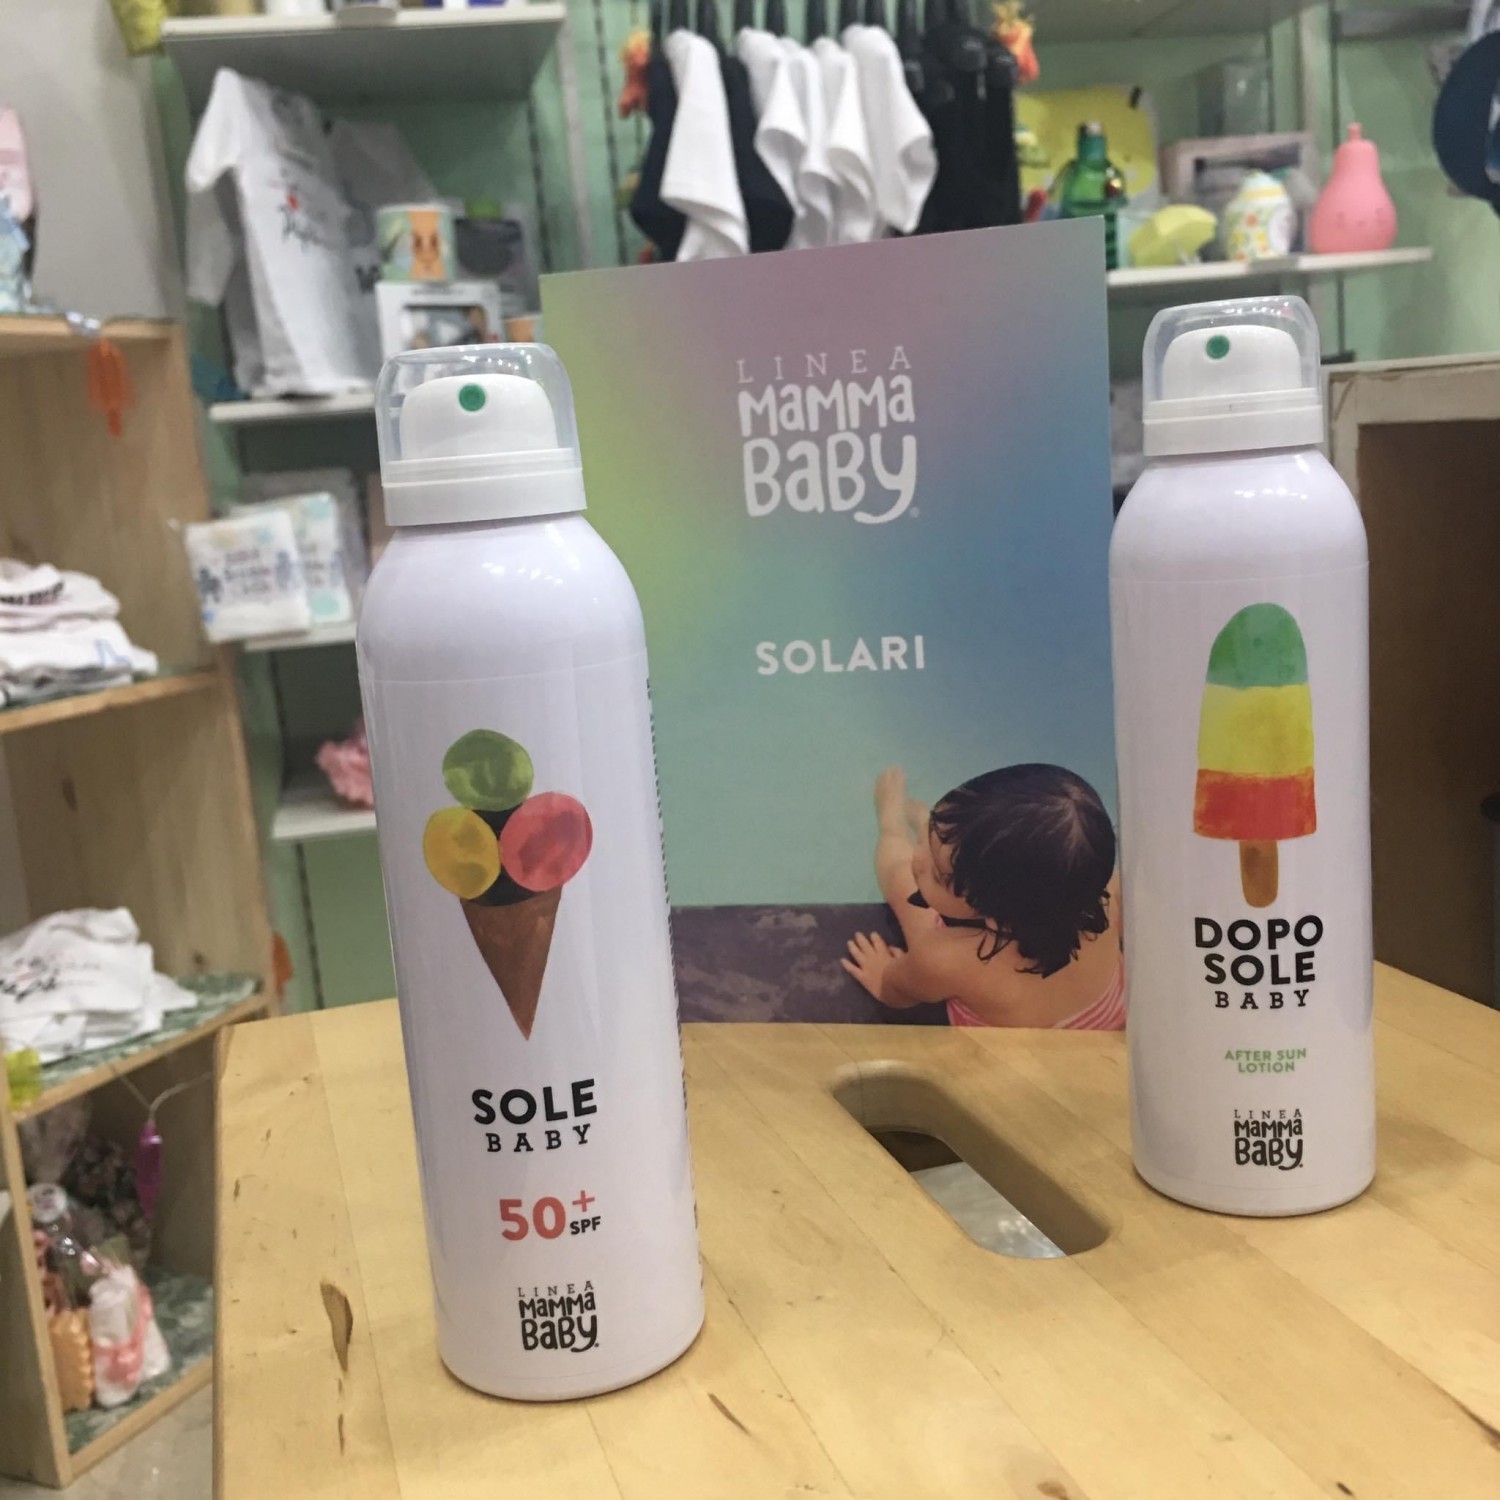 LINEA
MAMMA
BABY®
SOLARI
SOLE
BABY
50+
SPF
LINEA
MAMMA
BABY®
DOPO
SOLE
BABY
AFTER SUN
LOTION
LINEA
MAMMA
BABY®